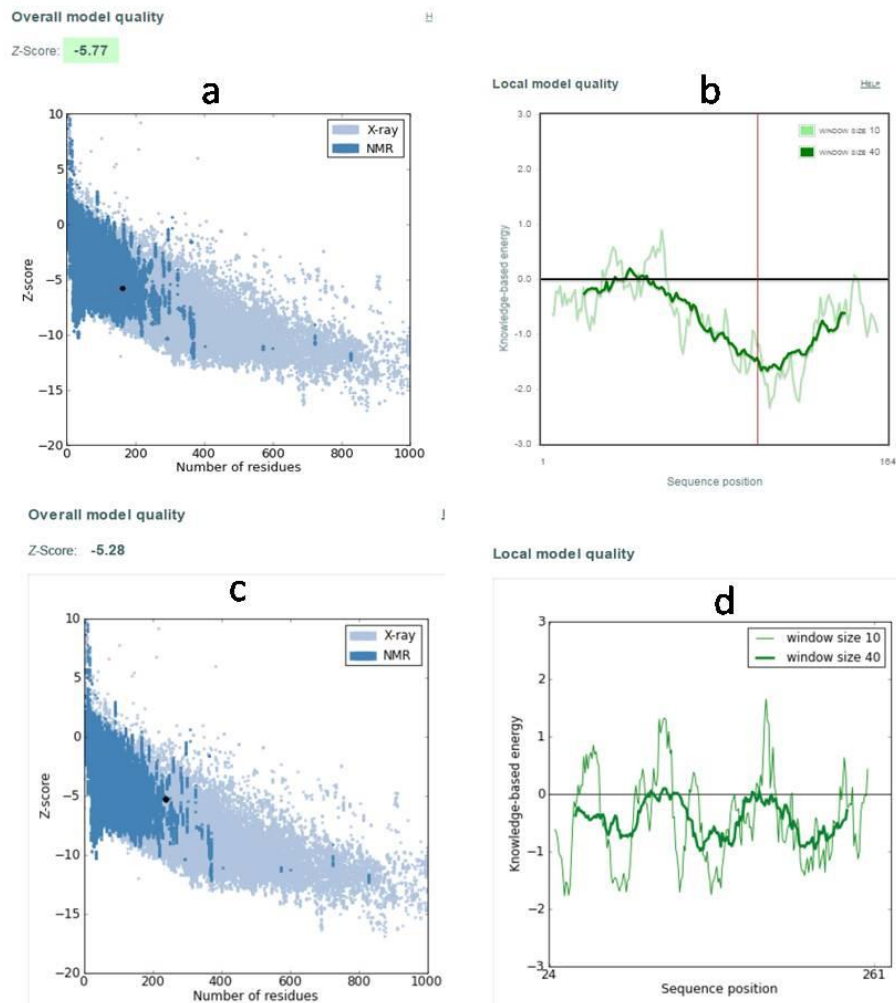 Overall model quality
H
Z-Score: -5.77
a
10
5
0
−5
−10
−15
−20
Z-score
X-ray
NMR
0
200
400
600
800
1000
Number of residues
Local model quality
HELP
b
3.0
2.0
1.0
0.0
-1.0
-2.0
-3.0
Knowledge-based energy
WINDOW SIZE 10
WINDOW SIZE 40
1
164
Sequence position
Overall model quality
Z-Score: -5.28
c
10
5
0
−5
−10
−15
−20
Z-score
X-ray
NMR
0
200
400
600
800
1000
Number of residues
Local model quality
d
3
2
1
0
−1
−2
−3
Knowledge-based energy
window size 10
window size 40
24
261
Sequence position